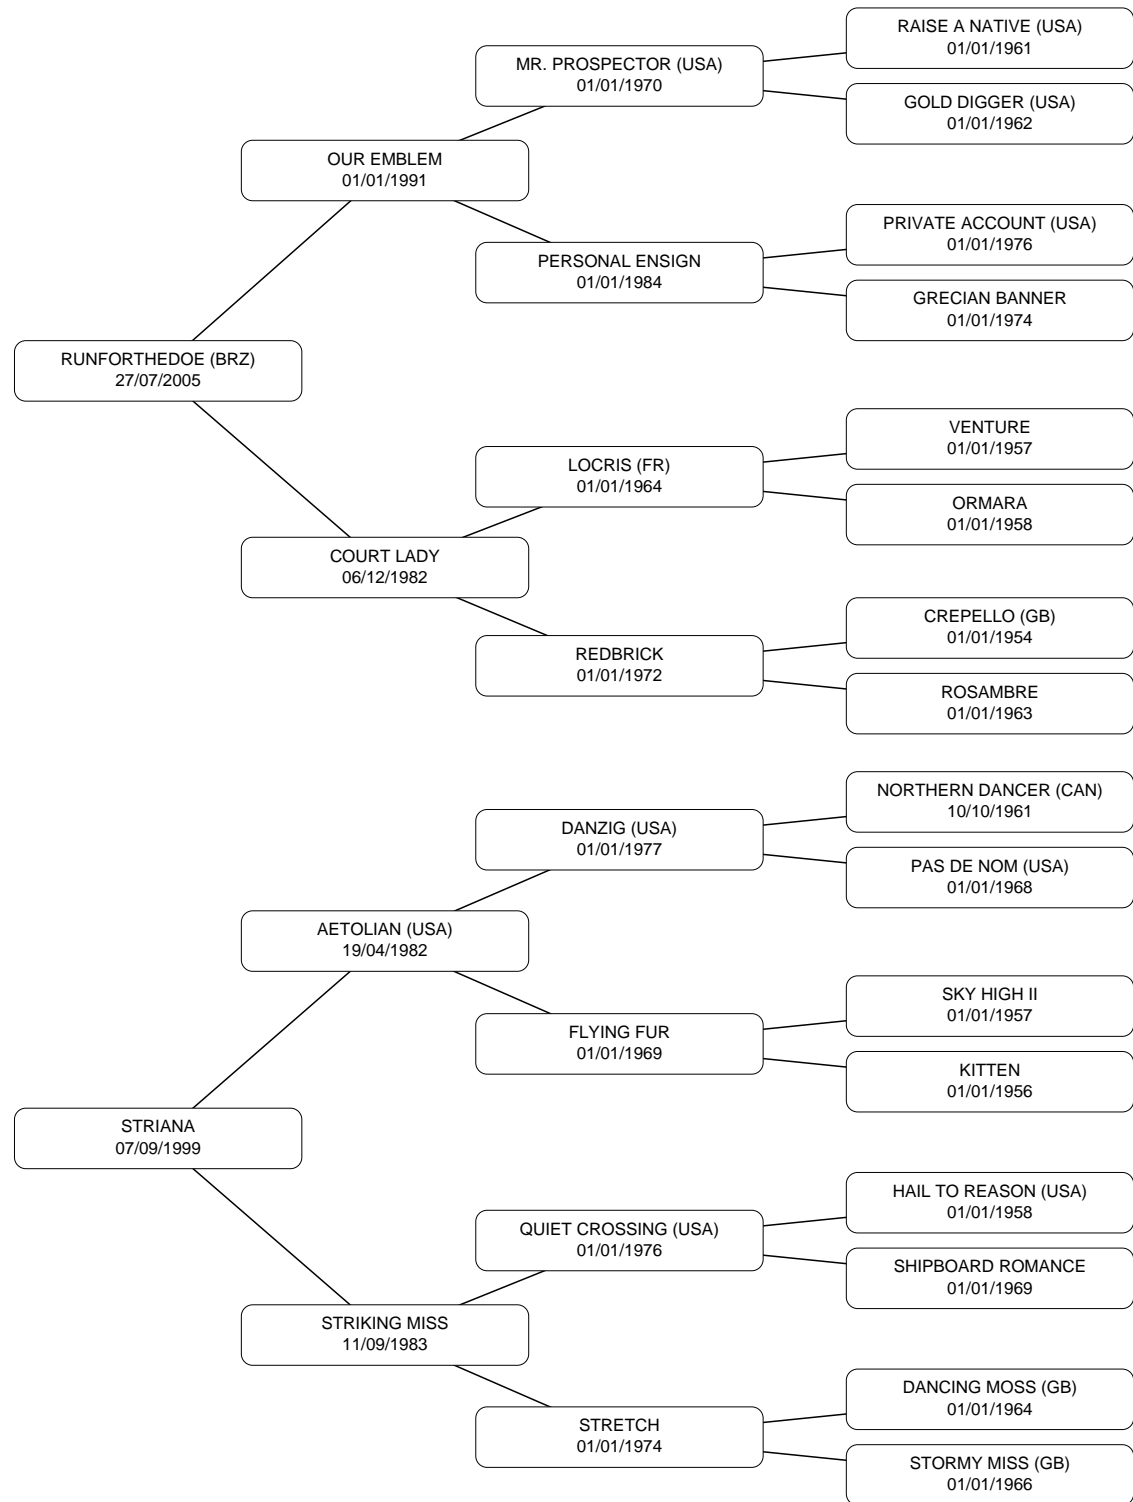 RAISE A NATIVE (USA)
01/01/1961
MR. PROSPECTOR (USA)
01/01/1970
GOLD DIGGER (USA)
01/01/1962
OUR EMBLEM
01/01/1991
PRIVATE ACCOUNT (USA)
01/01/1976
PERSONAL ENSIGN
01/01/1984
GRECIAN BANNER
01/01/1974
RUNFORTHEDOE (BRZ)
27/07/2005
VENTURE
01/01/1957
LOCRIS (FR)
01/01/1964
ORMARA
01/01/1958
COURT LADY
06/12/1982
CREPELLO (GB)
01/01/1954
REDBRICK
01/01/1972
ROSAMBRE
01/01/1963
NORTHERN DANCER (CAN)
10/10/1961
DANZIG (USA)
01/01/1977
PAS DE NOM (USA)
01/01/1968
AETOLIAN (USA)
19/04/1982
SKY HIGH II
01/01/1957
FLYING FUR
01/01/1969
KITTEN
01/01/1956
STRIANA
07/09/1999
HAIL TO REASON (USA)
01/01/1958
QUIET CROSSING (USA)
01/01/1976
SHIPBOARD ROMANCE
01/01/1969
STRIKING MISS
11/09/1983
DANCING MOSS (GB)
01/01/1964
STRETCH
01/01/1974
STORMY MISS (GB)
01/01/1966